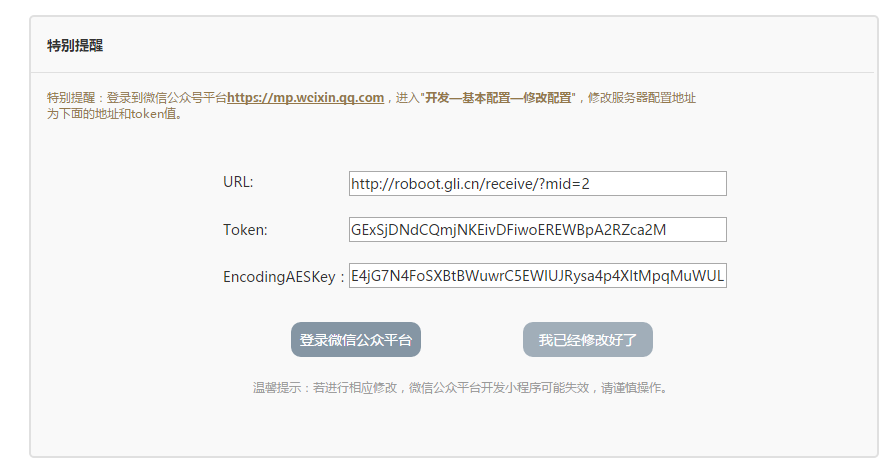 特别提醒
特别提醒：登录到微信公众号平台https://mp.weixin.qq.com，进入"开发—基本配置—修改配置"，修改服务器配置地址
为下面的地址和token值。
URL: http://roboot.gli.cn/receive/?mid=2
Token: GExSjDNdCQmjNKEivDFiwoEREWBpA2RZca2M
EncodingAESKey： E4jG7N4FoSXBtBWuwrC5EWIUJRysa4p4XItMpqMuWUL
登录微信公众平台 我已经修改好了
温馨提示：若进行相应修改，微信公众平台开发小程序可能失效，请谨慎操作。